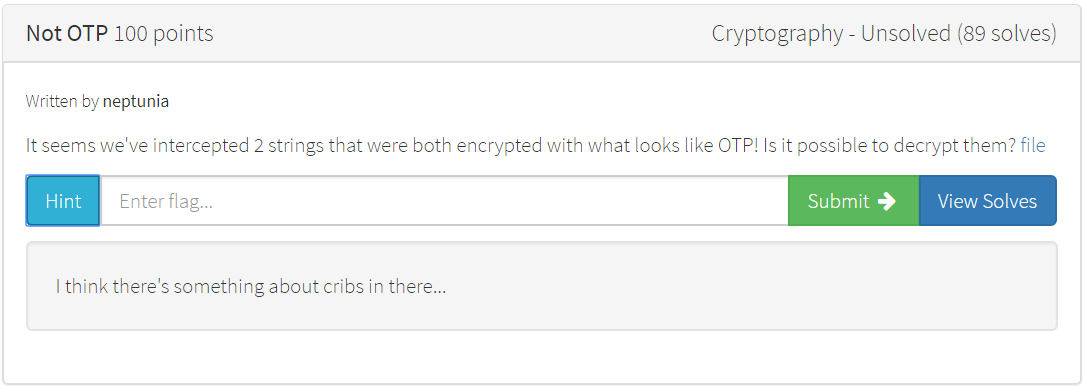 Not OTP 100 points
Cryptography - Unsolved (89 solves)
Written by neptunia
It seems we've intercepted 2 strings that were both encrypted with what looks like OTP! Is it possible to decrypt them? file
Hint
Enter flag...
Submit
View Solves
I think there's something about cribs in there...